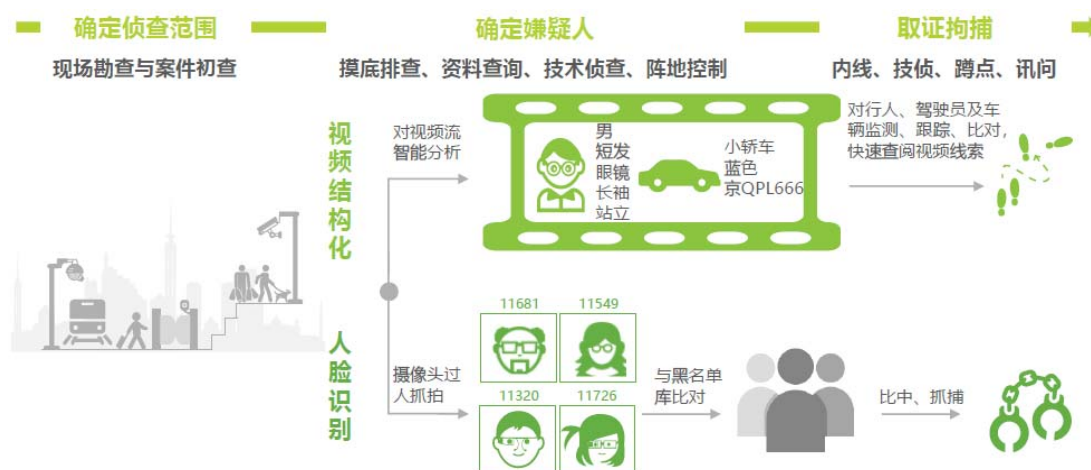 确定侦查范围
确定嫌疑人
取证拘捕
现场勘查与案件初查
摸底排查、资料查询、技术侦查、阵地控制
内线、技侦、蹲点、讯问
视频结构化
对视频流
智能分析
男
短发
眼镜
长袖
站立
小轿车
蓝色
京QPL666
对行人、驾驶员及车
辆监测、跟踪、比对，
快速查阅视频线索
人脸识别
摄像头过
人抓拍
11681
11549
11320
11726
与黑名单
库比对
比中、抓捕